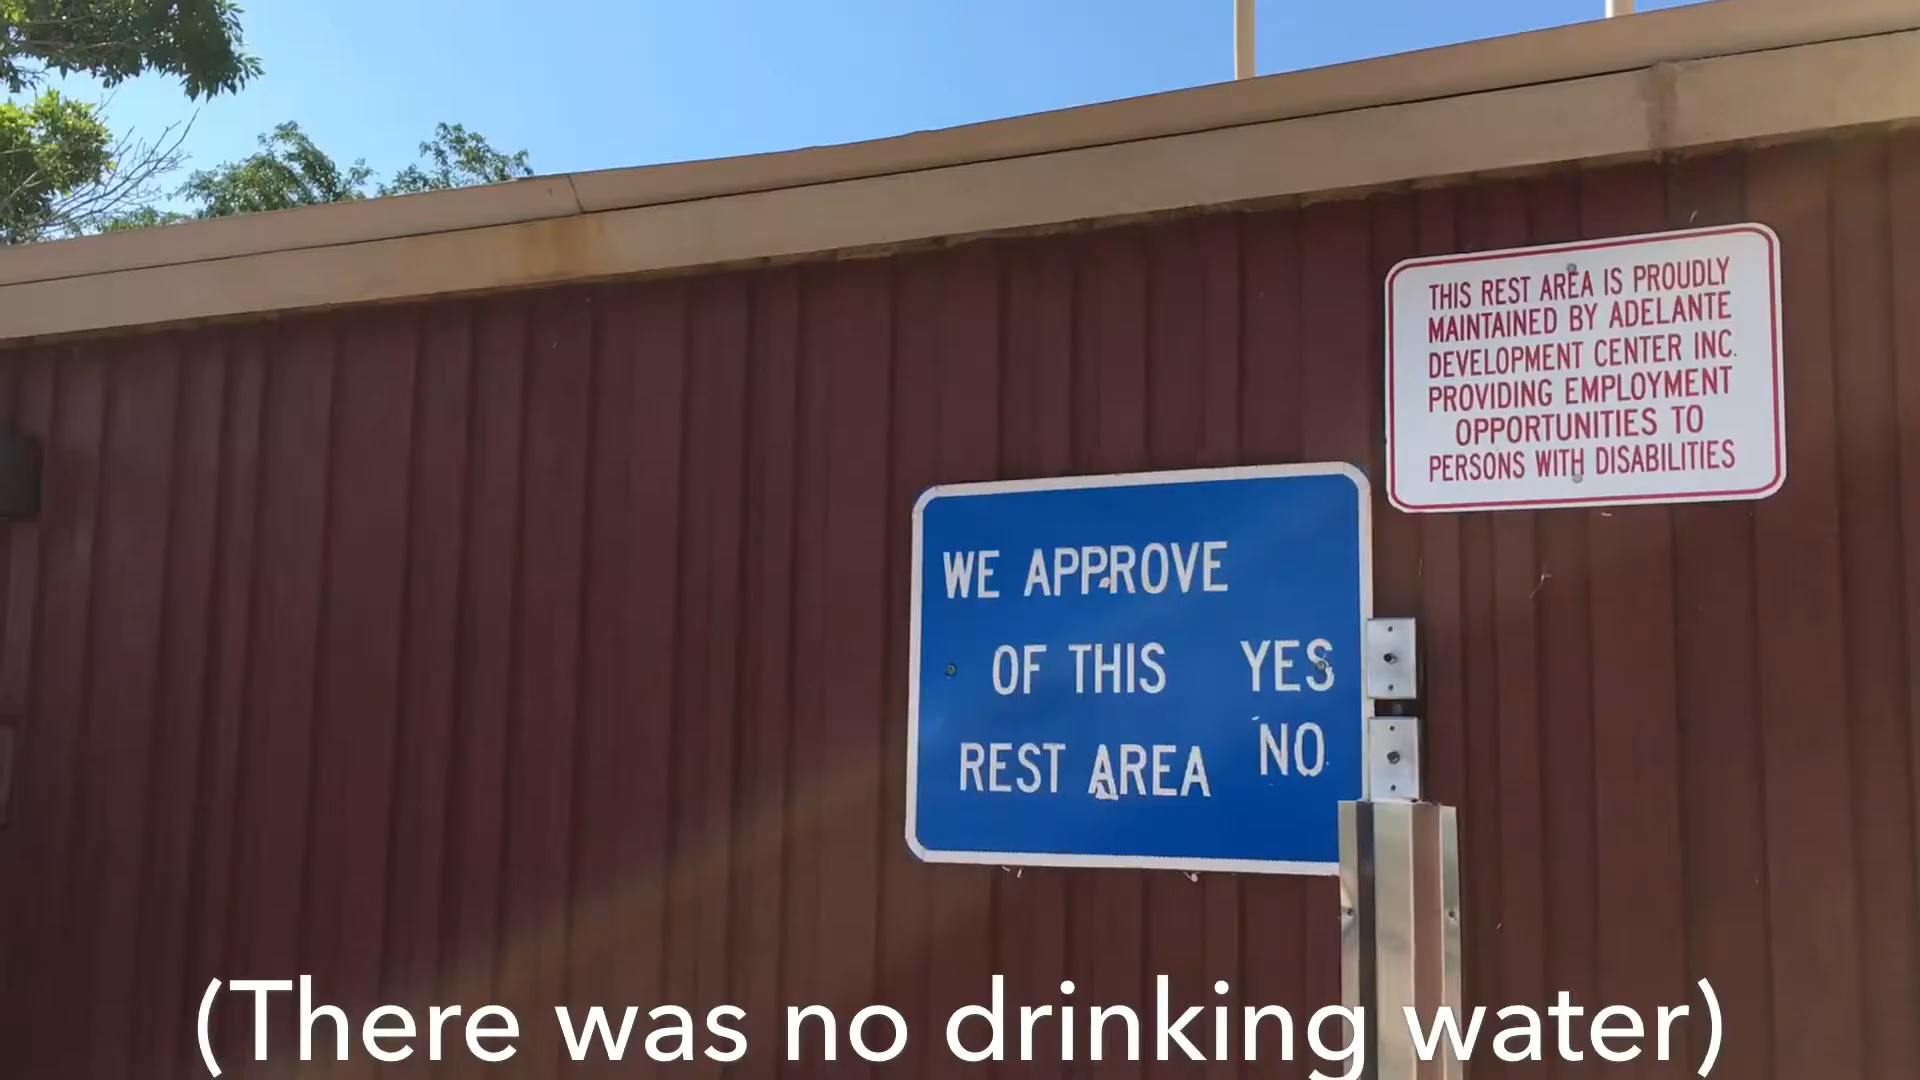 THIS REST AREA IS PROUDLY
MAINTAINED BY ADELANTE
DEVELOPMENT CENTER INC.
PROVIDING EMPLOYMENT
OPPORTUNITIES TO
PERSONS WITH DISABILITIES
WE APPROVE
OF THIS YES
REST AREA NO
(There was no drinking water)